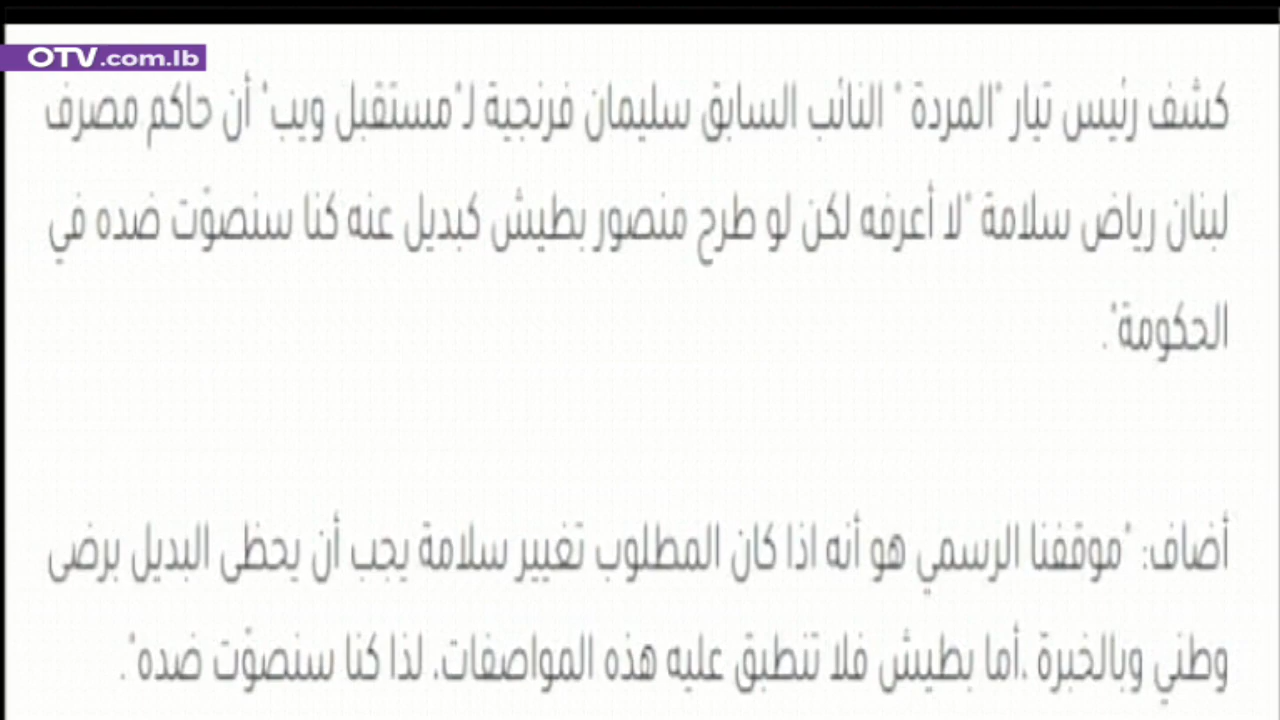 OTV.com.lb
كشف رئيس تيار "المردة " النائب السابق سليمان فرنجية لـ"مستقبل ويب" أن حاكم مصرف
لبنان رياض سلامة "لا أعرفه لكن لو طرح منصور بطيش كبديل عنه كنا سنصوّت ضده في
الحكومة".
أضاف: "موقفنا الرسمي هو أنه اذا كان المطلوب تغيير سلامة يجب أن يحظى البديل برضى
وطني وبالخبرة ،أما بطيش فلا تنطبق عليه هذه المواصفات، لذا كنا سنصوّت ضده".